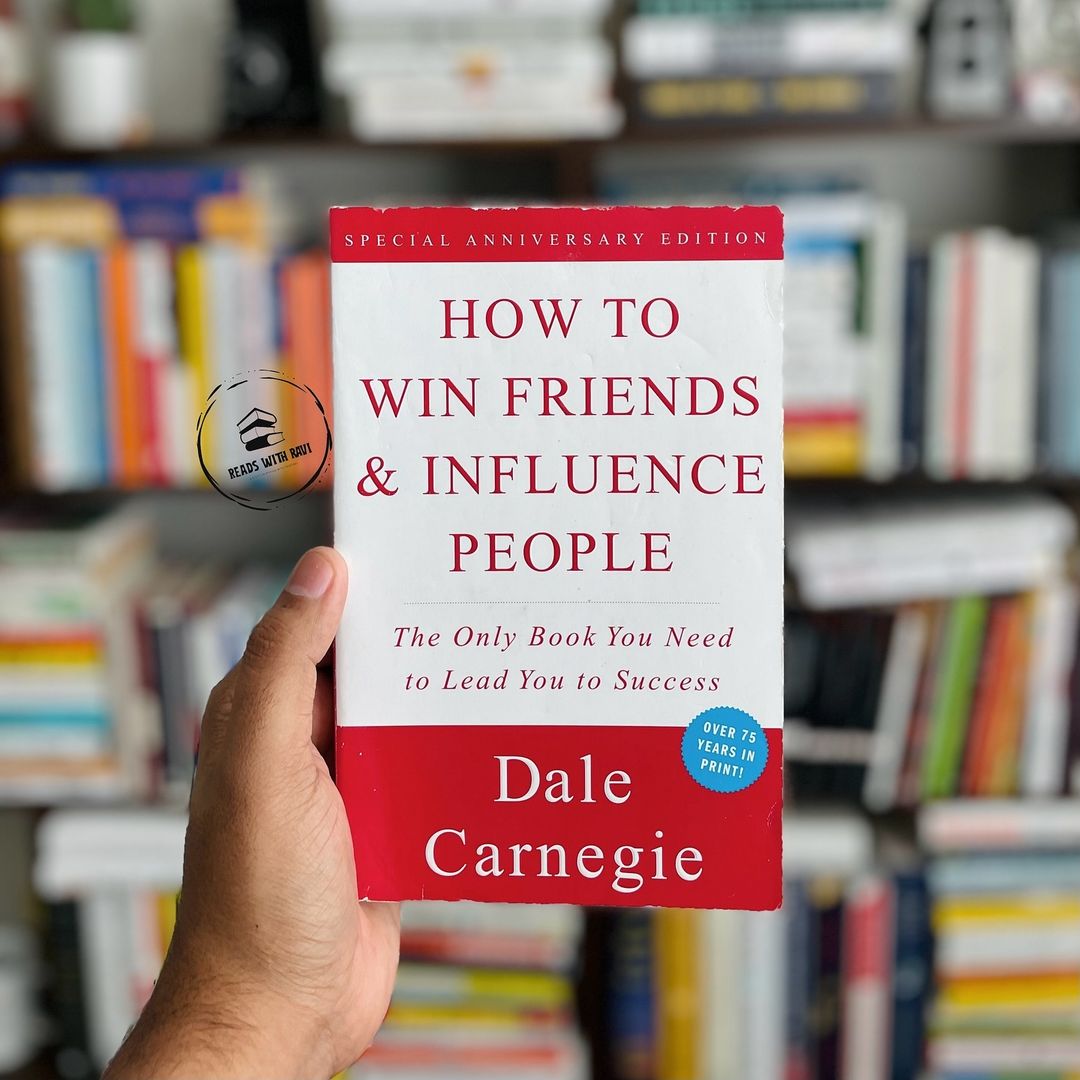 SPECIAL ANNIVERSARY EDITION
HOW TO
WIN FRIENDS
& INFLUENCE
PEOPLE
The Only Book You Need
to Lead You to Success
OVER 75
YEARS IN
PRINT!
Dale
Carnegie
READS WITH RAVI